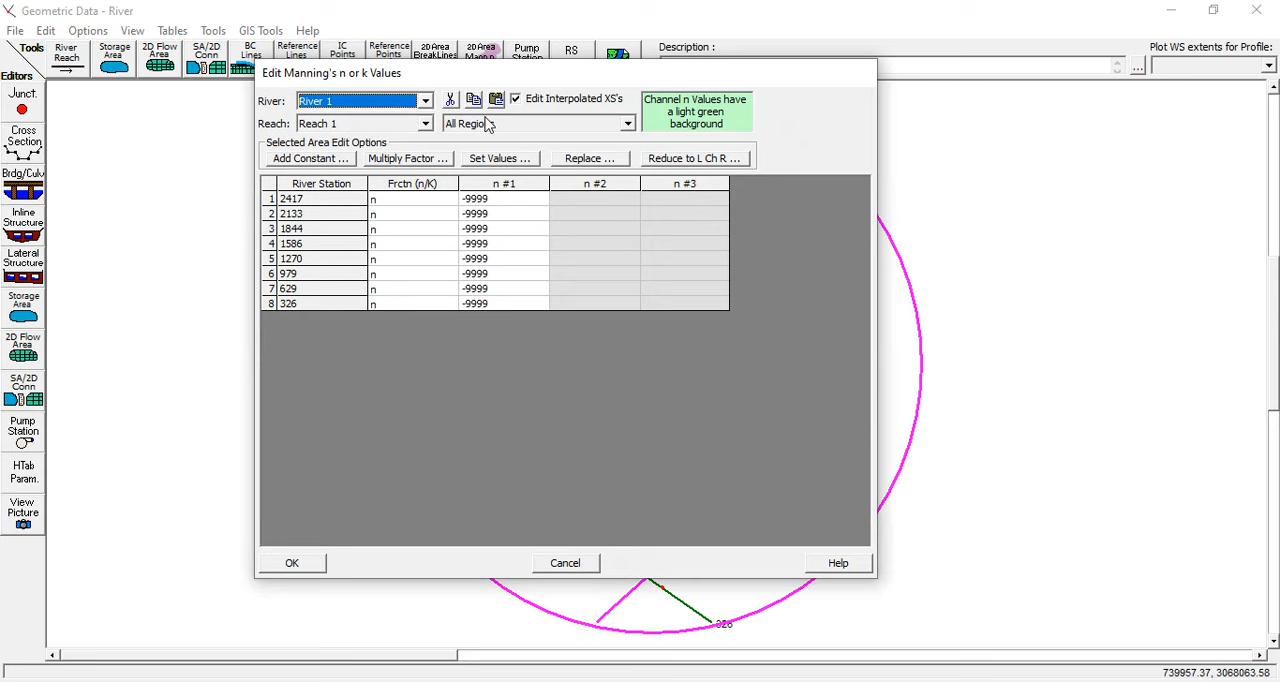 Geometric Data - River
File Edit Options View Tables Tools GIS Tools Help
Tools
River Reach
Storage Area
2D Flow Area
SA/2D Conn
BC Lines
Reference Lines
IC Points
Reference Points
2D Area BreakLines
2D Area Mann n
Pump Station
RS
Description :
...
Plot WS extents for Profile:
Editors
Junct.
Cross Section
Brdg/Culv
Inline Structure
Lateral Structure
Storage Area
2D Flow Area
SA/2D Conn
Pump Station
HTab Param.
View Picture
Edit Manning's n or k Values
River: River 1
Edit Interpolated XS's
Channel n Values have
a light green
background
Reach: Reach 1
All Regions
Selected Area Edit Options
Add Constant ... Multiply Factor ... Set Values ... Replace ... Reduce to L Ch R ...
River Station Frctn (n/K) n #1 n #2 n #3
1 2417 n -9999
2 2133 n -9999
3 1844 n -9999
4 1586 n -9999
5 1270 n -9999
6 979 n -9999
7 629 n -9999
8 326 n -9999
OK Cancel Help
326
739957.37, 3068063.58